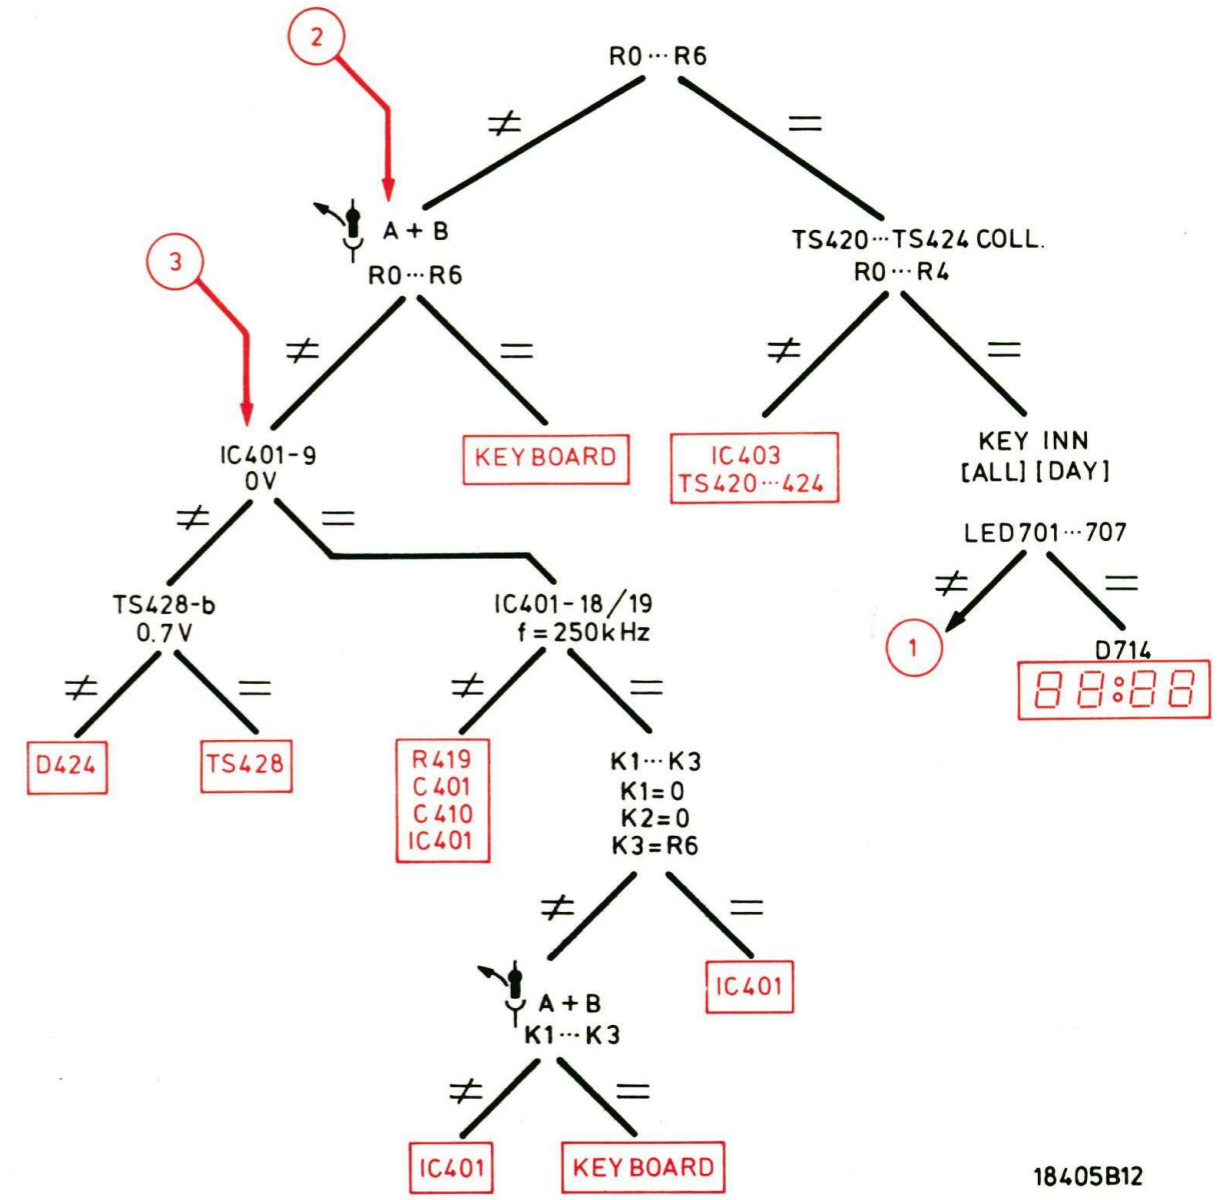 2
R0···R6
≠
=
A + B
R0···R6
TS420···TS424 COLL.
R0···R4
3
≠
=
≠
=
IC401-9
0V
KEYBOARD
IC403
TS420···424
KEY INN
[ALL] [DAY]
≠
=
LED701···707
≠
=
TS428-b
0.7V
IC401-18/19
f=250kHz
1
D714
88:88
≠
=
≠
=
D424
TS428
R419
C401
C410
IC401
K1···K3
K1=0
K2=0
K3=R6
≠
=
A + B
K1···K3
IC401
≠
=
IC401
KEYBOARD
18405B12